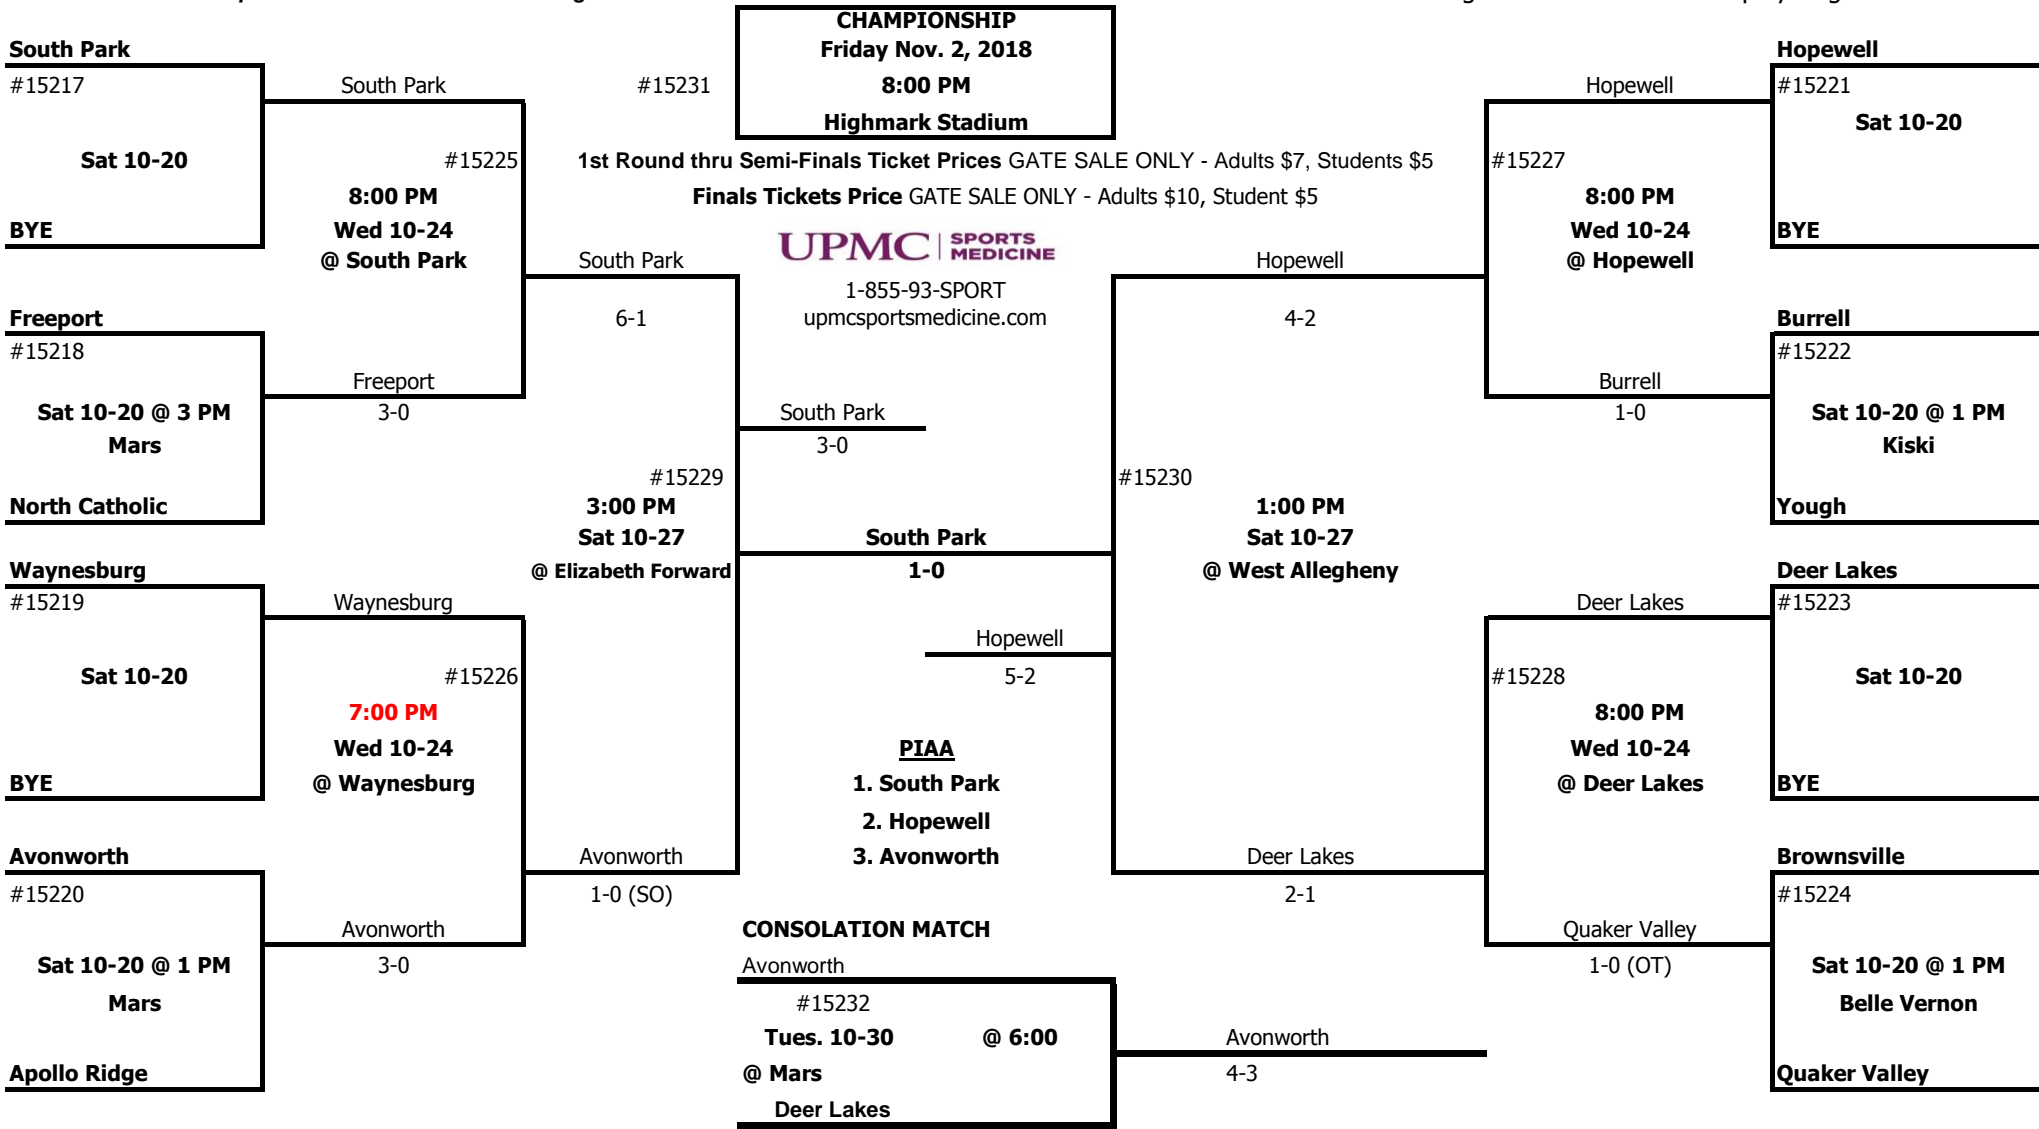 CHAMPIONSHIP
Friday Nov. 2, 2018
#15231
8:00 PM
Highmark Stadium
1st Round thru Semi-Finals Ticket Prices GATE SALE ONLY - Adults $7, Students $5
Finals Tickets Price GATE SALE ONLY - Adults $10, Student $5
UPMC SPORTS MEDICINE
1-855-93-SPORT
upmcsportsmedicine.com
South Park
#15217
Sat 10-20
BYE
Freeport
#15218
Sat 10-20 @ 3 PM
Mars
North Catholic
Waynesburg
#15219
Sat 10-20
BYE
Avonworth
#15220
Sat 10-20 @ 1 PM
Mars
Apollo Ridge
South Park
#15225
8:00 PM
Wed 10-24
@ South Park
Freeport
3-0
Waynesburg
#15226
7:00 PM
Wed 10-24
@ Waynesburg
Avonworth
3-0
South Park
6-1
#15229
3:00 PM
Sat 10-27
@ Elizabeth Forward
Avonworth
1-0 (SO)
South Park
3-0
South Park
1-0
Hopewell
5-2
PIAA
1. South Park
2. Hopewell
3. Avonworth
CONSOLATION MATCH
Avonworth
#15232
Tues. 10-30 @ 6:00
@ Mars
Deer Lakes
Avonworth
4-3
Hopewell
4-2
#15230
1:00 PM
Sat 10-27
@ West Allegheny
Deer Lakes
2-1
Hopewell
#15227
8:00 PM
Wed 10-24
@ Hopewell
Burrell
1-0
Deer Lakes
#15228
8:00 PM
Wed 10-24
@ Deer Lakes
Quaker Valley
1-0 (OT)
Hopewell
#15221
Sat 10-20
BYE
Burrell
#15222
Sat 10-20 @ 1 PM
Kiski
Yough
Deer Lakes
#15223
Sat 10-20
BYE
Brownsville
#15224
Sat 10-20 @ 1 PM
Belle Vernon
Quaker Valley